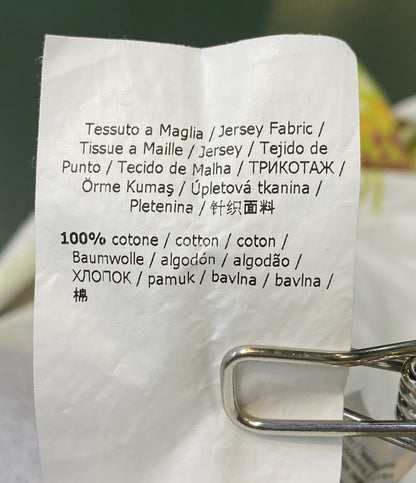 Tessuto a Maglia / Jersey Fabric /
Tissue a Maille / Jersey / Tejido de
Punto / Tecido de Malha / ТРИКОТАЖ /
Örme Kumaş / Úpletová tkanina /
Pletenina / 针织面料
100% cotone / cotton / coton /
Baumwolle / algodón / algodão /
ХЛОПОК / pamuk / bavlna / bavlna /
棉